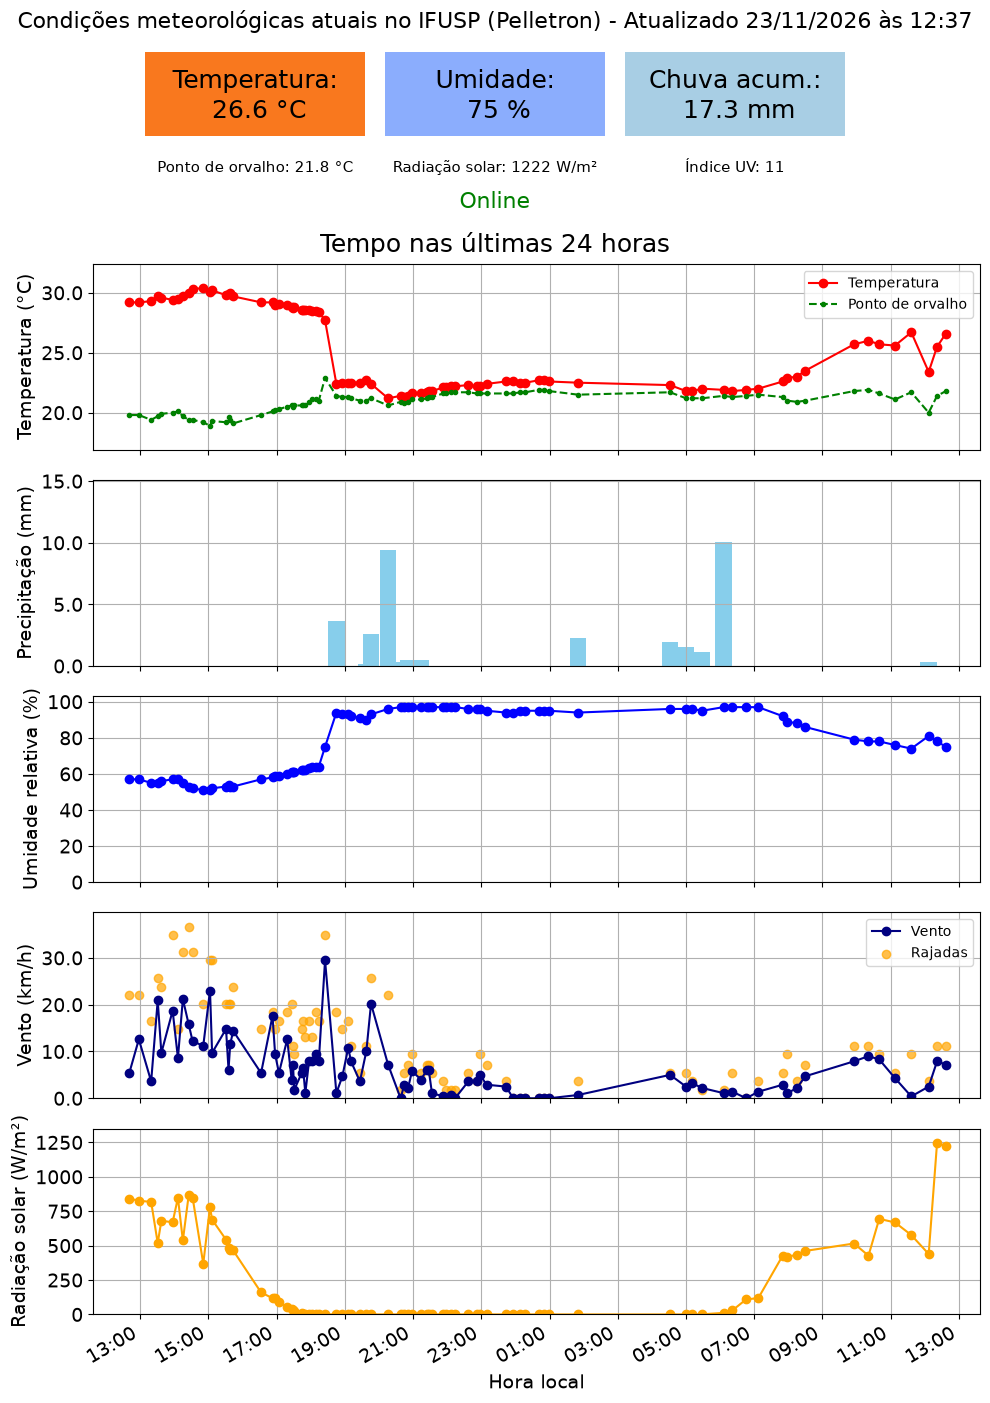 Condições meteorológicas atuais no IFUSP (Pelletron) - Atualizado 23/11/2026 às 12:37
Temperatura:
26.6 °C
Umidade:
75 %
Chuva acum.:
17.3 mm
Ponto de orvalho: 21.8 °C
Radiação solar: 1222 W/m²
Índice UV: 11
Online
Tempo nas últimas 24 horas
Temperatura (°C)
30.0
25.0
20.0
Temperatura
Ponto de orvalho
Precipitação (mm)
15.0
10.0
5.0
0.0
Umidade relativa (%)
100
80
60
40
20
0
Vento (km/h)
30.0
20.0
10.0
0.0
Vento
Rajadas
Radiação solar (W/m²)
1250
1000
750
500
250
0
13:00
15:00
17:00
19:00
21:00
23:00
01:00
03:00
05:00
07:00
09:00
11:00
13:00
Hora local